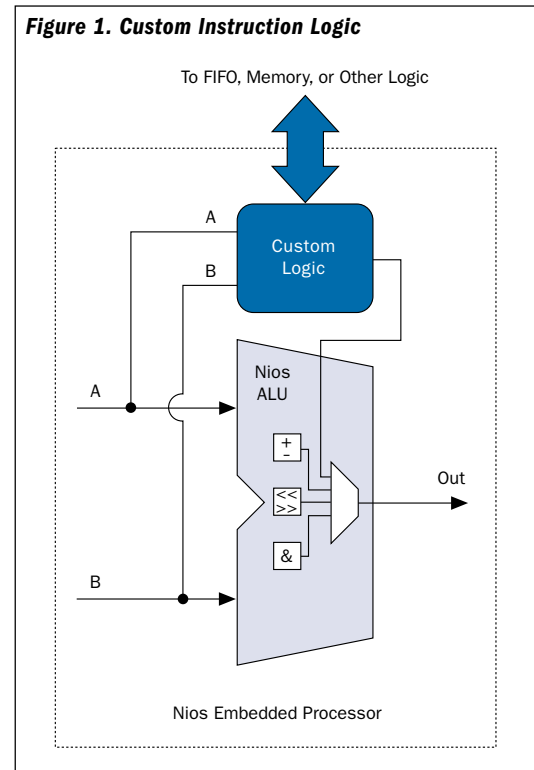 Figure 1. Custom Instruction Logic
To FIFO, Memory, or Other Logic
A
B
Custom
Logic
Nios
ALU
A
+
-
<<
>>
&
Out
B
Nios Embedded Processor